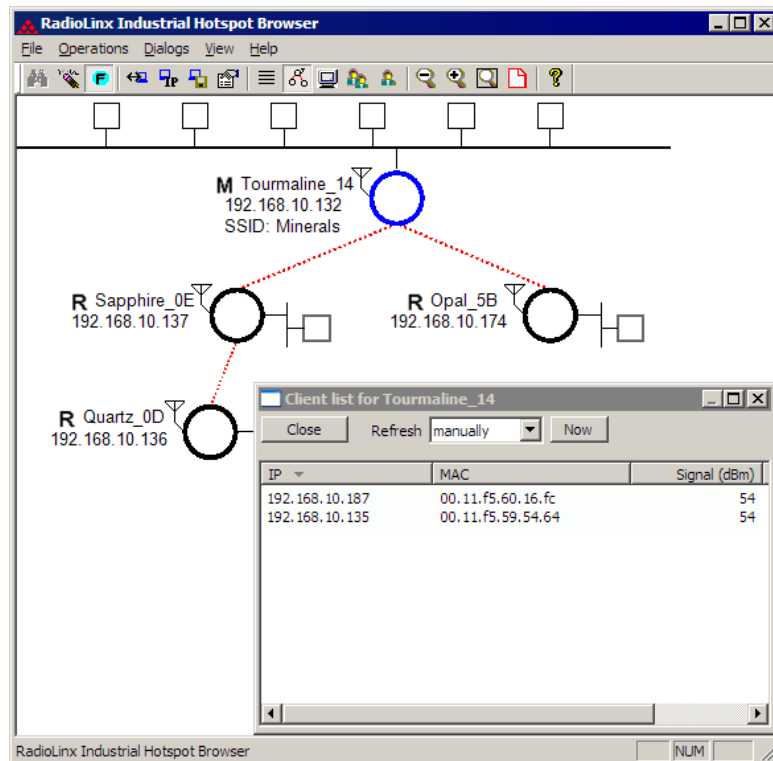 RadioLinx Industrial Hotspot Browser
File Operations Dialogs View Help
F IP ?
M Tourmaline_14
192.168.10.132
SSID: Minerals
R Sapphire_0E
192.168.10.137
R Opal_5B
192.168.10.174
R Quartz_0D
192.168.10.136
Client list for Tourmaline_14
Close Refresh manually Now
IP MAC Signal (dBm)
192.168.10.187 00.11.f5.60.16.fc 54
192.168.10.135 00.11.f5.59.54.64 54
RadioLinx Industrial Hotspot Browser NUM